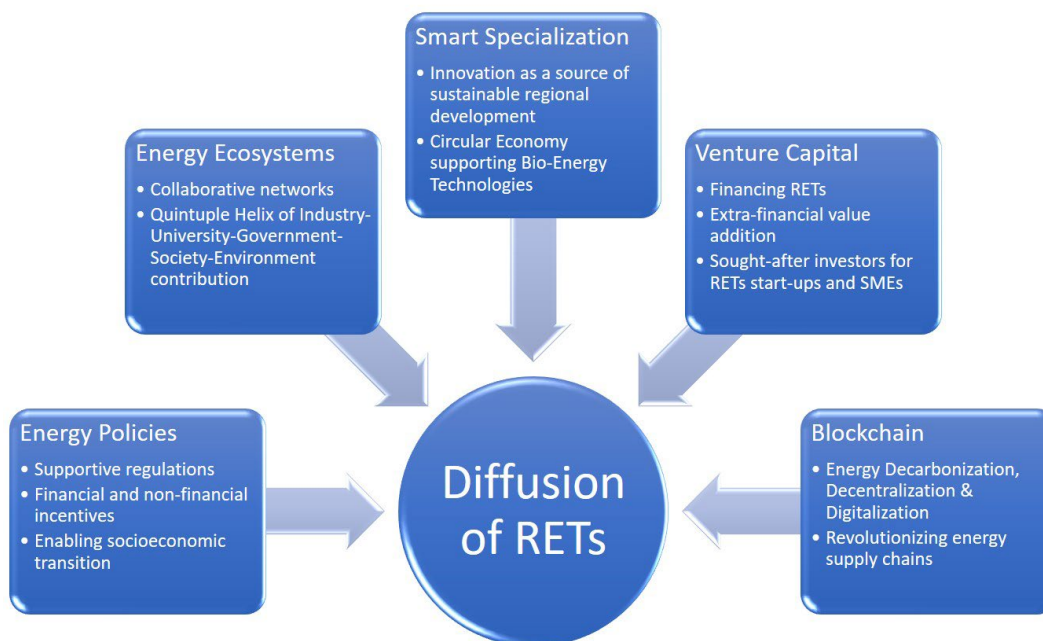 Smart Specialization
• Innovation as a source of
sustainable regional
development
• Circular Economy
supporting Bio-Energy
Technologies
Energy Ecosystems
• Collaborative networks
• Quintuple Helix of Industry-
University-Government-
Society-Environment
contribution
Venture Capital
• Financing RETs
• Extra-financial value
addition
• Sought-after investors for
RETs start-ups and SMEs
Energy Policies
• Supportive regulations
• Financial and non-financial
incentives
• Enabling socioeconomic
transition
Diffusion
of RETs
Blockchain
• Energy Decarbonization,
Decentralization &
Digitalization
• Revolutionizing energy
supply chains